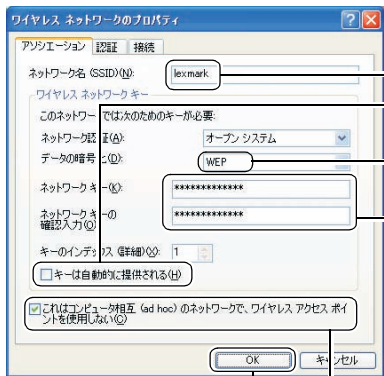 ワイヤレス ネットワークのプロパティ
アソシエーション 認証 接続
ネットワーク名 (SSID)(N): lexmark
ワイヤレス ネットワーク キー
このネットワー では次のためのキーが必要:
ネットワーク認 E(A): オープン システム
データの暗号 (D): WEP
ネットワーク キー(K): *************
ネットワーク キーの *************
確認入力(O):
キーのインデックス (詳細)(X): 1
キーは自動的に提供される(H)
これはコンピュータ相互 (ad hoc) のネットワークで、ワイヤレス アクセス ポイ
ントを使用しない(C)
OK キャンセル